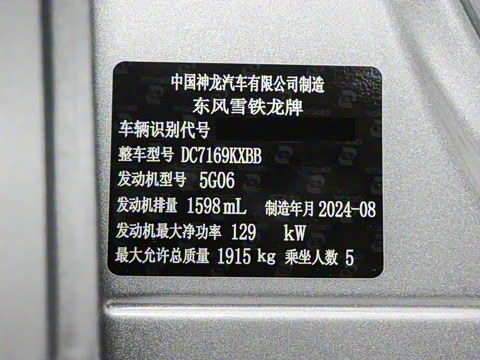 中国神龙汽车有限公司制造
东风雪铁龙牌
车辆识别代号
整车型号 DC7169KXBB
发动机型号 5G06
发动机排量 1598mL 制造年月 2024-08
发动机最大净功率 129 kW
最大允许总质量 1915 kg 乘坐人数 5